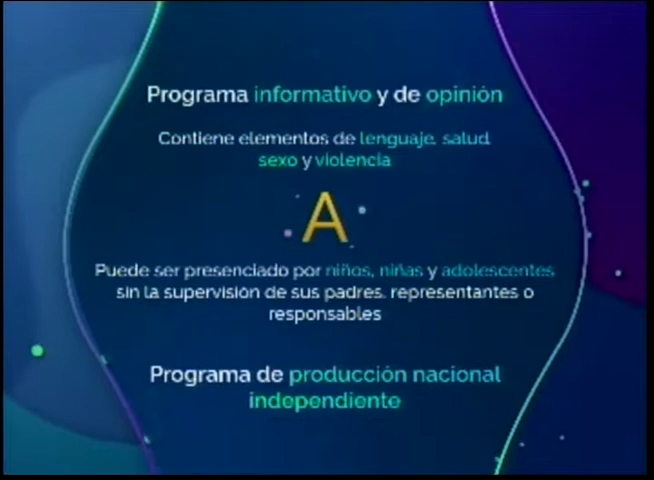 Programa informativo y de opinión
Contiene elementos de lenguaje, salud,
sexo y violencia
A
Puede ser presenciado por niños, niñas y adolescentes
sin la supervisión de sus padres, representantes o
responsables
Programa de producción nacional
independiente